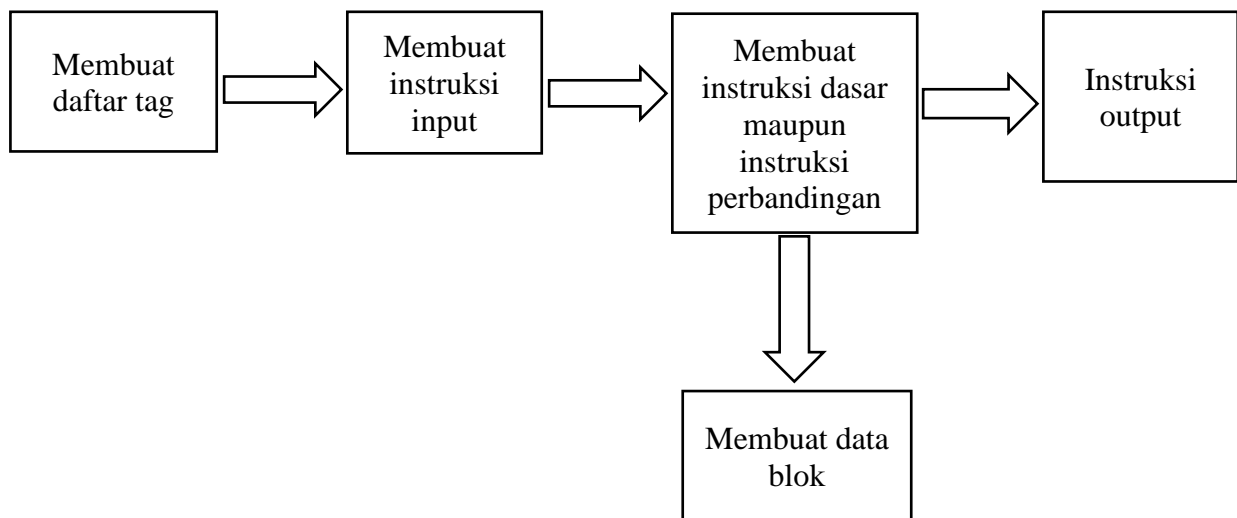 Membuat
daftar tag
Membuat
instruksi
input
Membuat
instruksi dasar
maupun
instruksi
perbandingan
Instruksi
output
Membuat data
blok